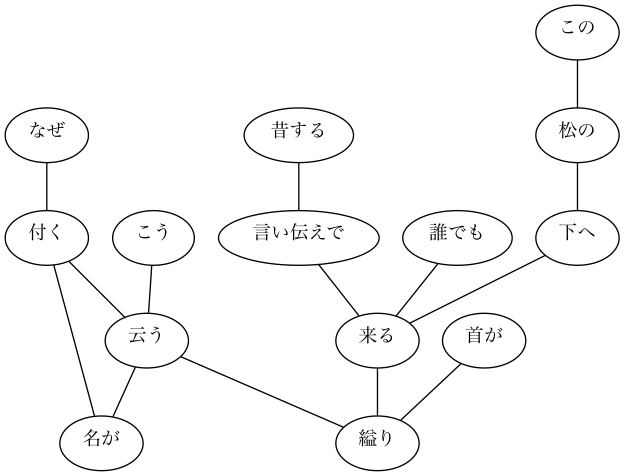 この
なぜ
昔する
松の
付く
こう
言い伝えで
誰でも
下へ
云う
来る
首が
名が
縊り